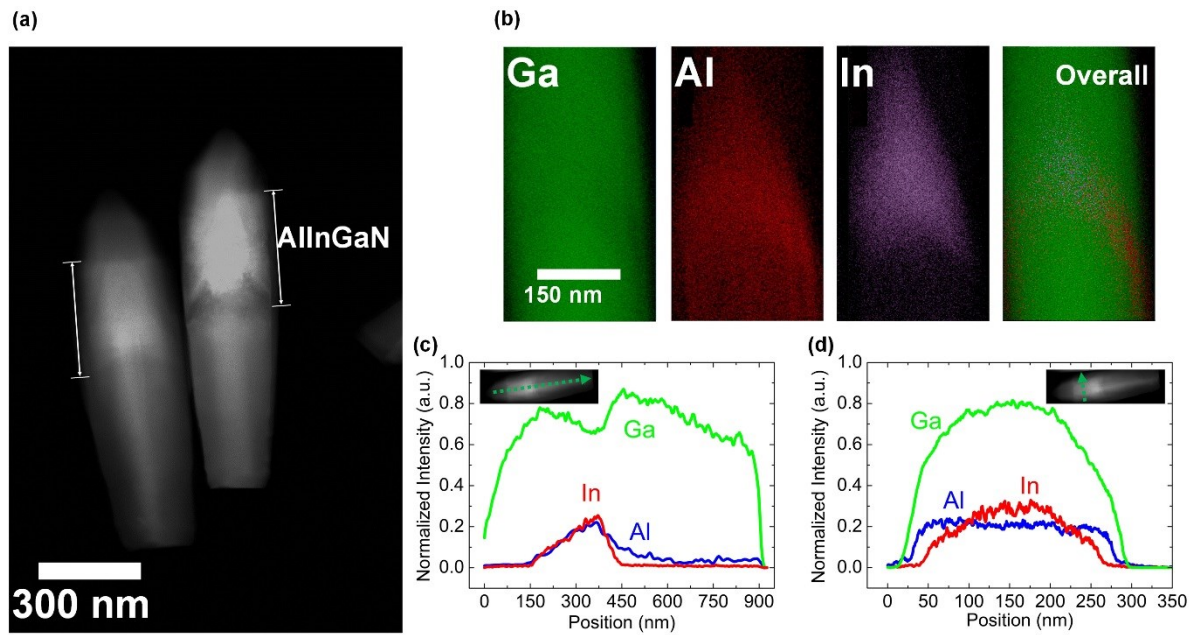 (a)
AlInGaN
300 nm
(b)
Ga
Al
In
Overall
150 nm
(c)
Normalized Intensity (a.u.)
1.0
0.8
0.6
0.4
0.2
0.0
Ga
In
Al
0 150 300 450 600 750 900
Position (nm)
(d)
Normalized Intensity (a.u.)
1.0
0.8
0.6
0.4
0.2
0.0
Ga
Al
In
0 50 100 150 200 250 300 350
Position (nm)